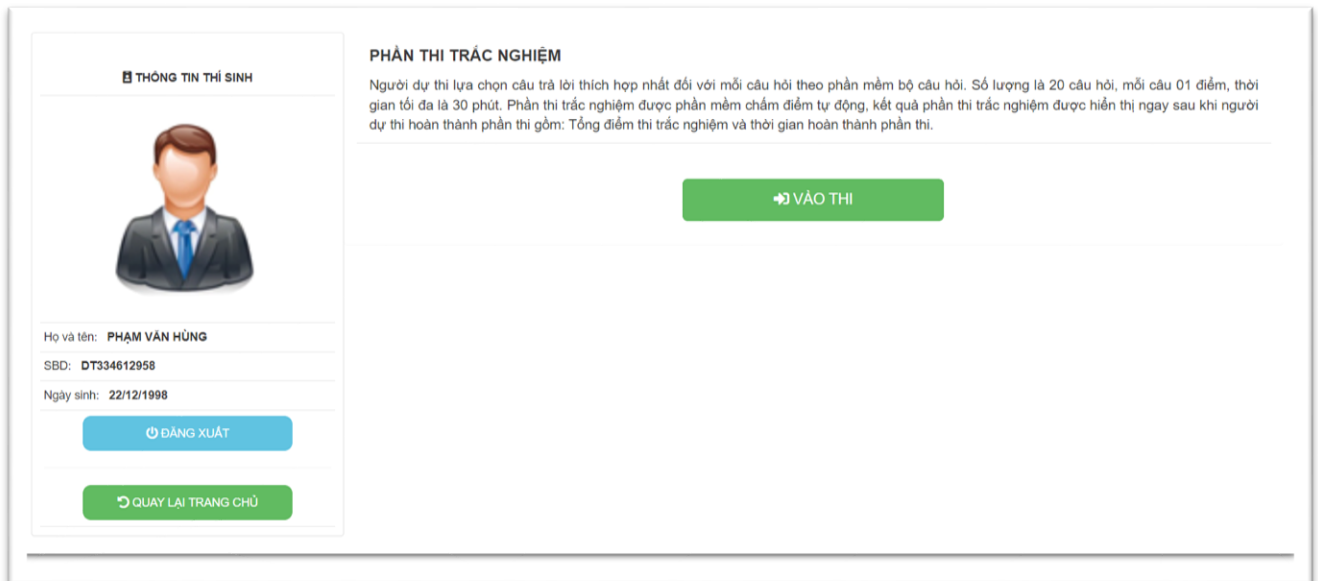 THÔNG TIN THÍ SINH
Họ và tên: PHẠM VĂN HÙNG
SBD: DT334612958
Ngày sinh: 22/12/1998
ĐĂNG XUẤT
QUAY LẠI TRANG CHỦ
PHẦN THI TRẮC NGHIỆM
Người dự thi lựa chọn câu trả lời thích hợp nhất đối với mỗi câu hỏi theo phần mềm bộ câu hỏi. Số lượng là 20 câu hỏi, mỗi câu 01 điểm, thời
gian tối đa là 30 phút. Phần thi trắc nghiệm được phần mềm chấm điểm tự động, kết quả phần thi trắc nghiệm được hiển thị ngay sau khi người
dự thi hoàn thành phần thi gồm: Tổng điểm thi trắc nghiệm và thời gian hoàn thành phần thi.
VÀO THI